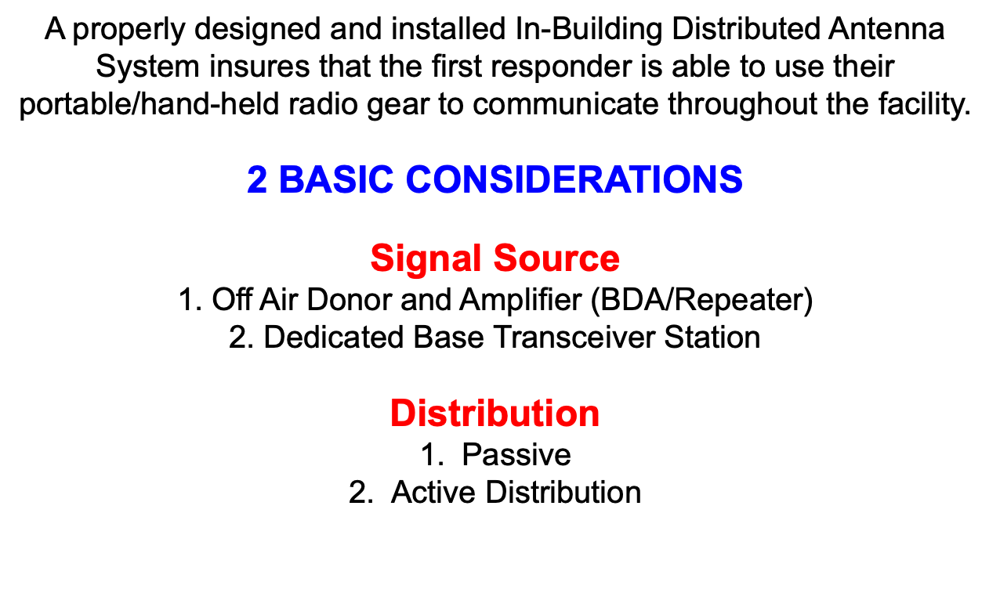 A properly designed and installed In-Building Distributed Antenna
System insures that the first responder is able to use their
portable/hand-held radio gear to communicate throughout the facility.
2 BASIC CONSIDERATIONS
Signal Source
1. Off Air Donor and Amplifier (BDA/Repeater)
2. Dedicated Base Transceiver Station
Distribution
1.  Passive
2.  Active Distribution